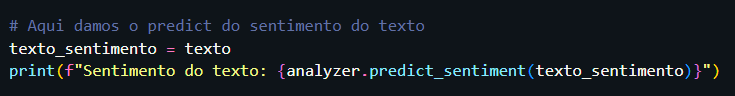 # Aqui damos o predict do sentimento do texto
texto_sentimento = texto
print(f"Sentimento do texto: {analyzer.predict_sentiment(texto_sentimento)}")